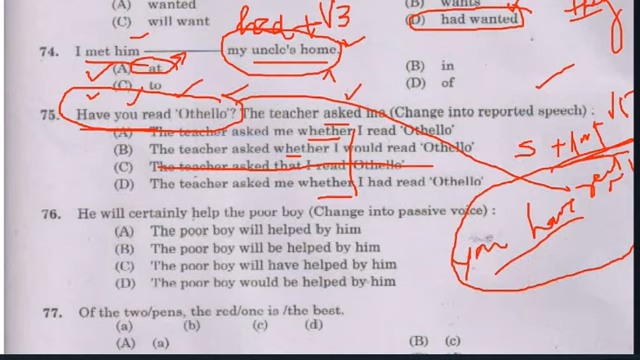 (A) wanted (B) wants
(C) will want (D) had wanted
had + V3
74. I met him my uncle's home
(A) at (B) in
(C) to (D) of
75. Have you read 'Othello'? The teacher asked me (Change into reported speech) :
(A) The teacher asked me whether I read 'Othello'
(B) The teacher asked whether I would read 'Othello'
(C) The teacher asked that I read 'Othello'
(D) The teacher asked me whether I had read 'Othello'
you have read
76. He will certainly help the poor boy (Change into passive voice) :
(A) The poor boy will helped by him
(B) The poor boy will be helped by him
(C) The poor boy will have helped by him
(D) The poor boy would be helped by him
77. Of the two/pens, the red/one is /the best.
(a) (b) (c) (d)
(A) (a) (B) (c)